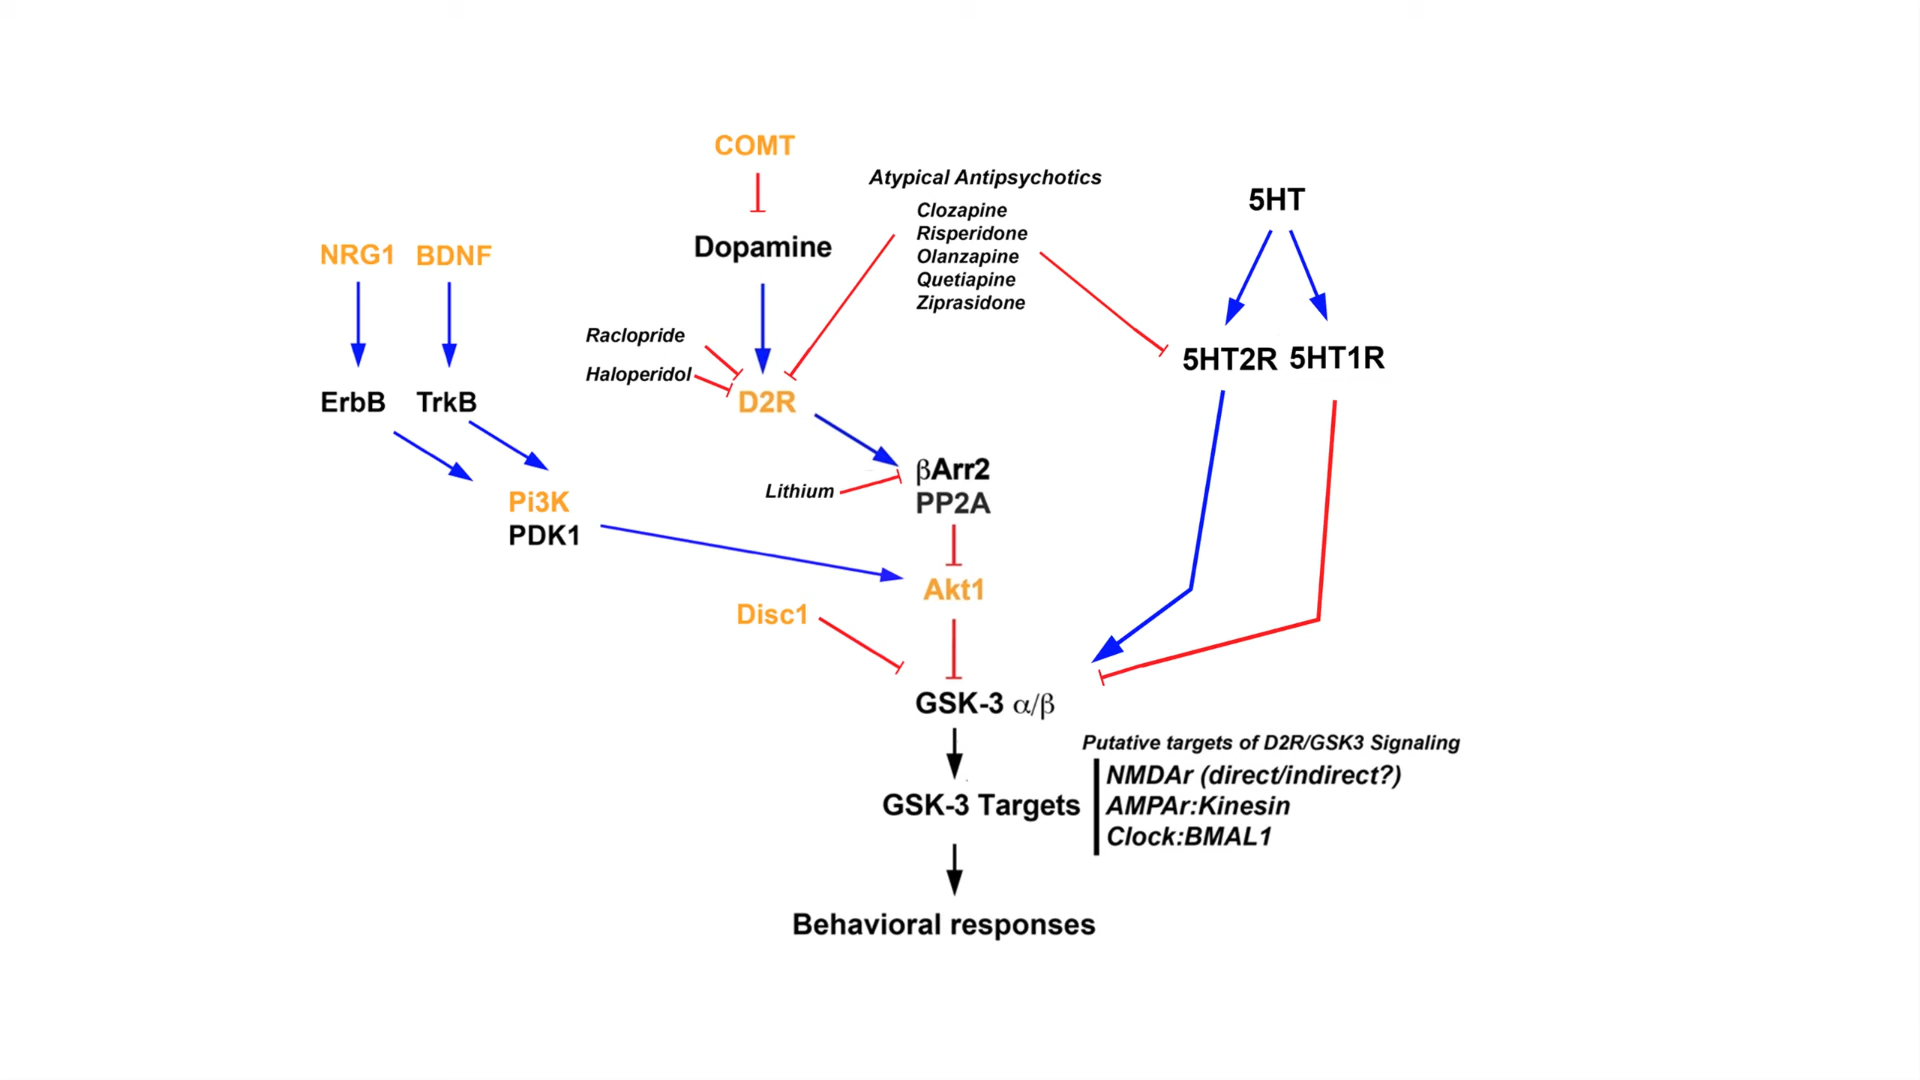 COMT
Atypical Antipsychotics
Clozapine
Risperidone
Olanzapine
Quetiapine
Ziprasidone
5HT
Dopamine
NRG1 BDNF
Raclopride
Haloperidol
5HT2R 5HT1R
ErbB TrkB
D2R
βArr2
PP2A
Lithium
Pi3K
PDK1
Akt1
Disc1
GSK-3 α/β
Putative targets of D2R/GSK3 Signaling
NMDAr (direct/indirect?)
GSK-3 Targets
AMPAr:Kinesin
Clock:BMAL1
Behavioral responses